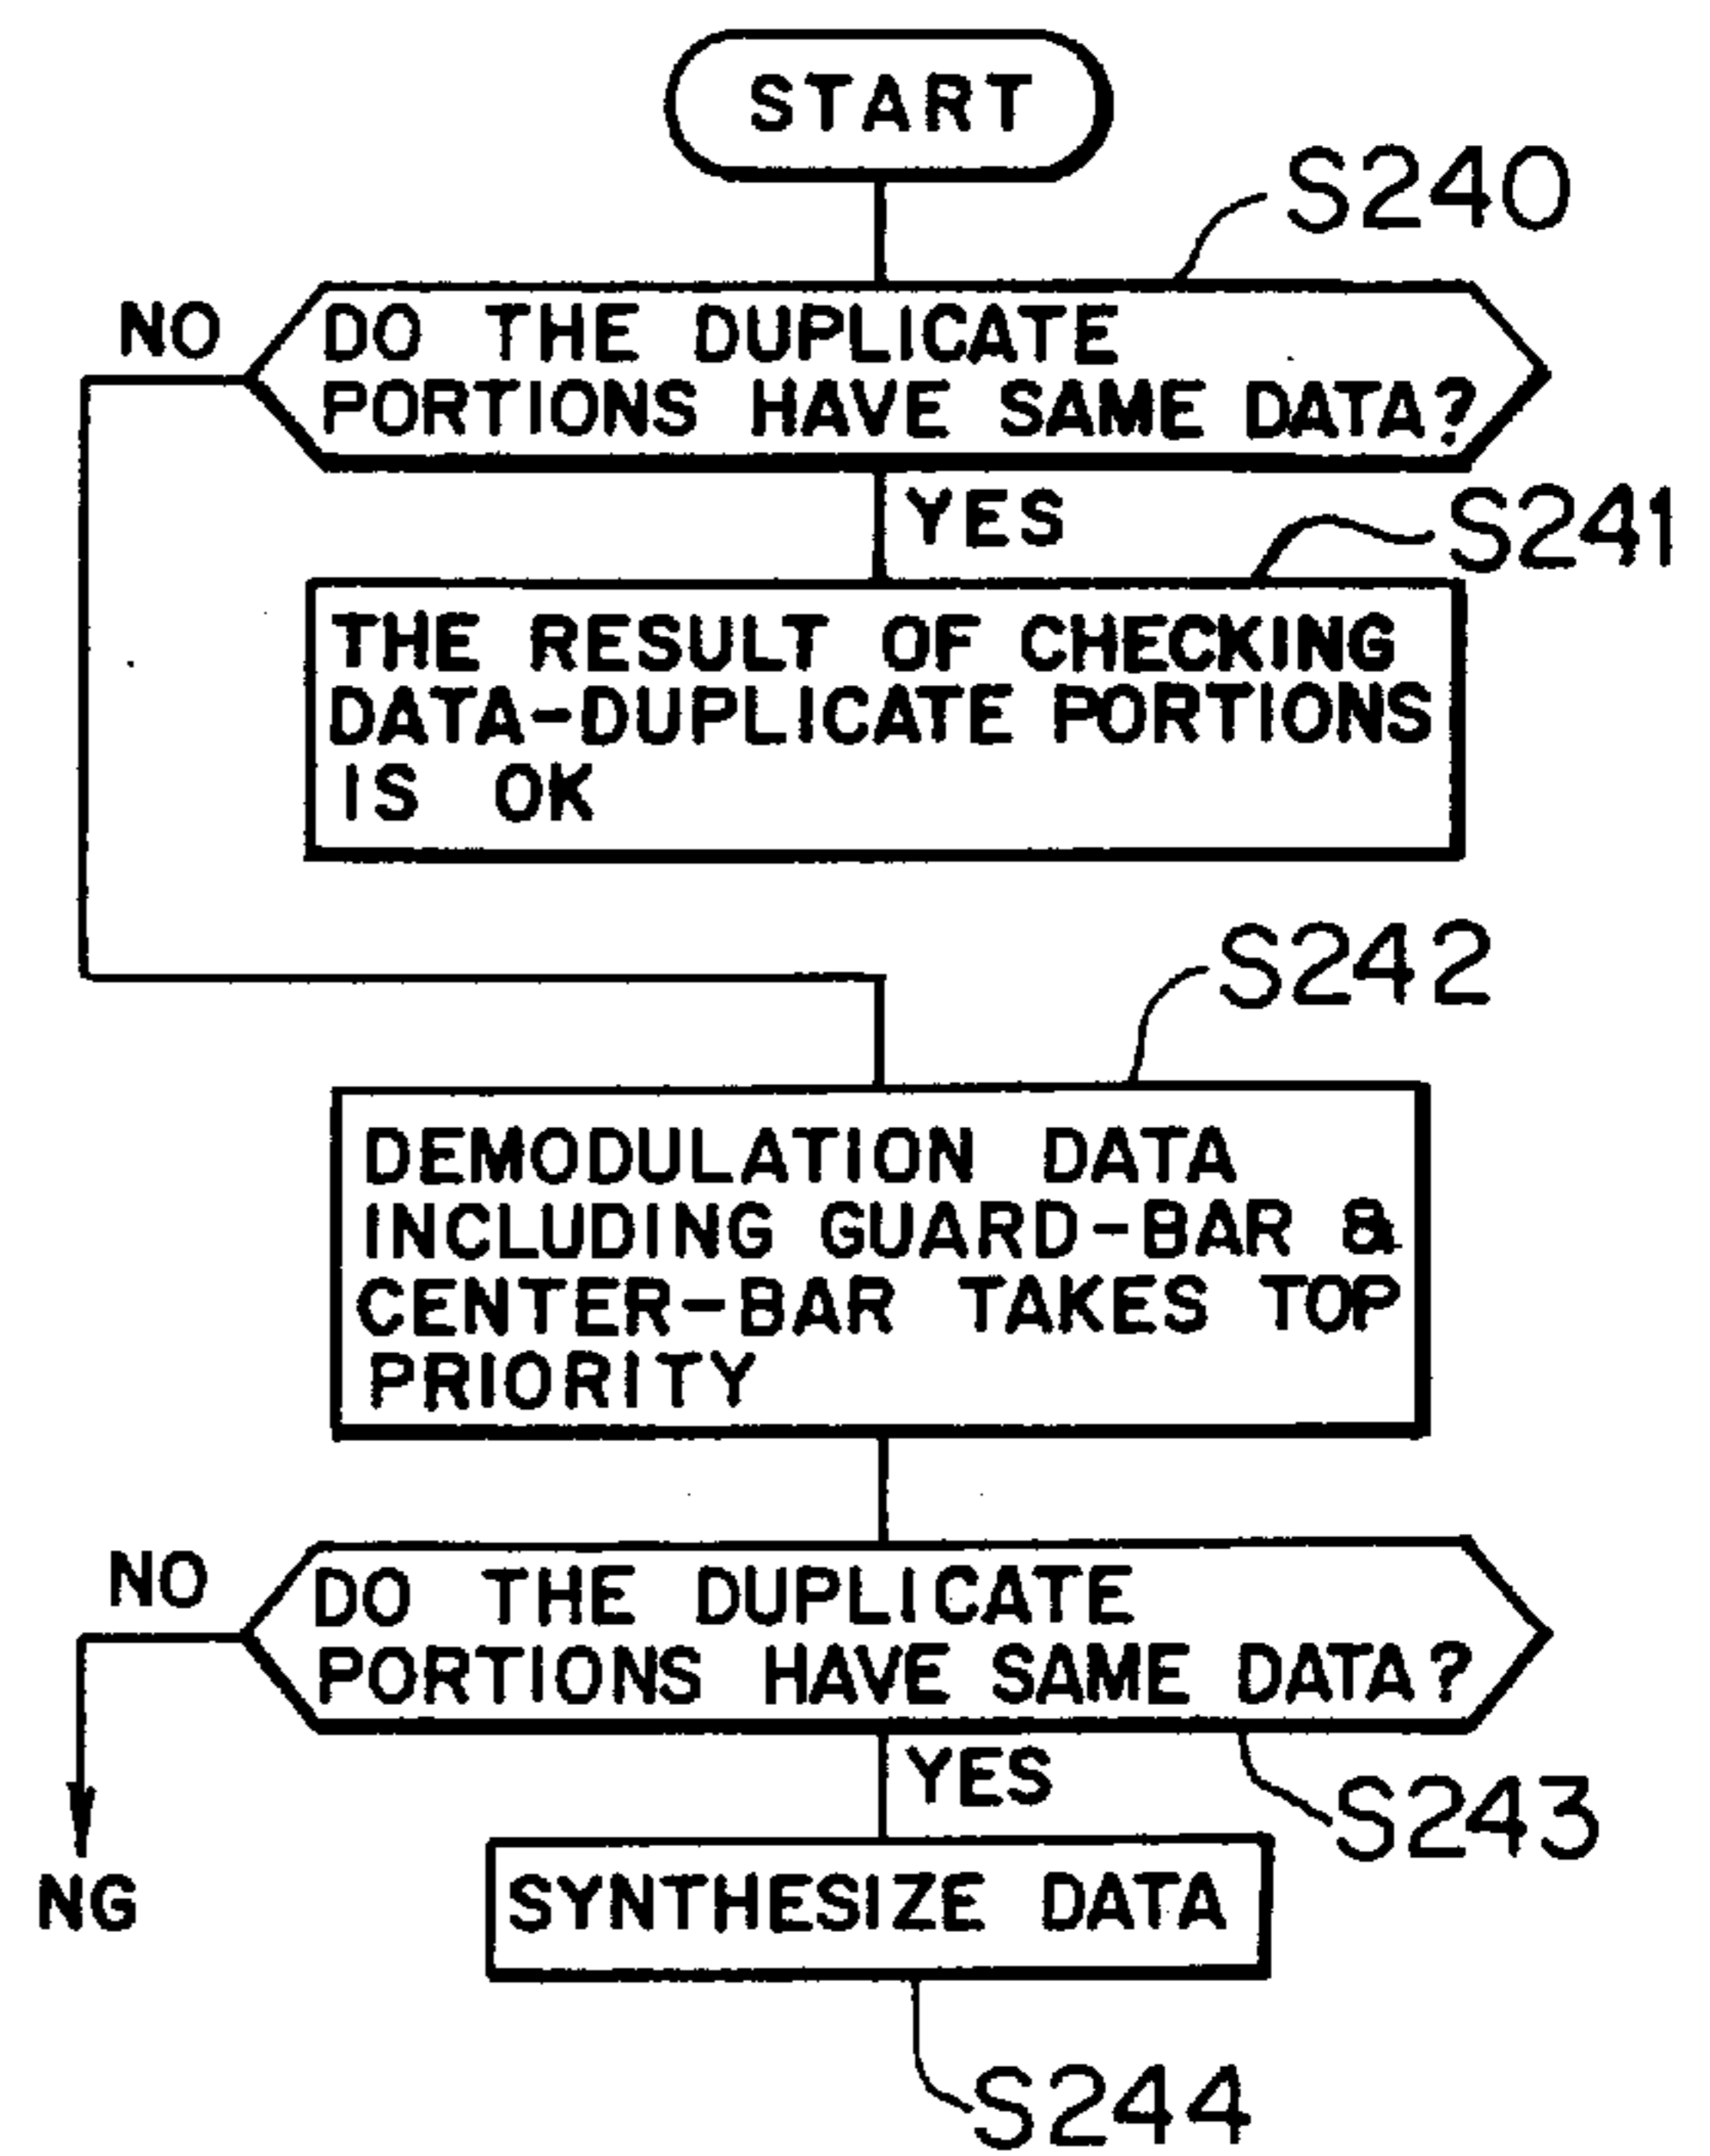 START
S240
NO
DO THE DUPLICATE
PORTIONS HAVE SAME DATA?
YES
S241
THE RESULT OF CHECKING
DATA-DUPLICATE PORTIONS
IS OK
S242
DEMODULATION DATA
INCLUDING GUARD-BAR &
CENTER-BAR TAKES TOP
PRIORITY
NO
DO THE DUPLICATE
PORTIONS HAVE SAME DATA?
YES
S243
NG
SYNTHESIZE DATA
S244